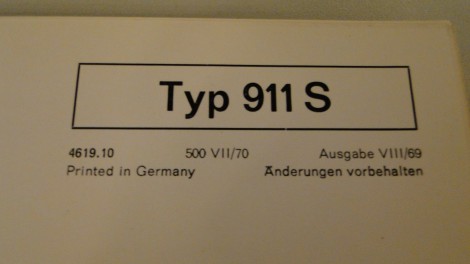 Typ 911 S
4619.10 500 VII/70 Ausgabe VIII/69
Printed in Germany Änderungen vorbehalten